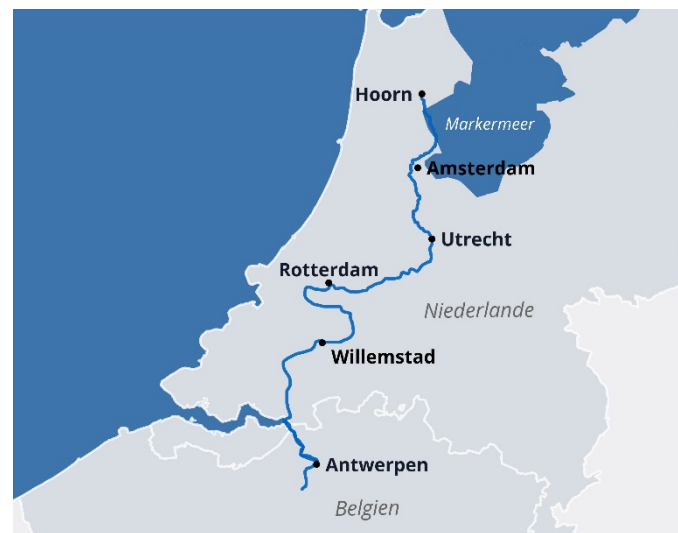 Hoorn
Markermeer
Amsterdam
Utrecht
Rotterdam
Niederlande
Willemstad
Antwerpen
Belgien